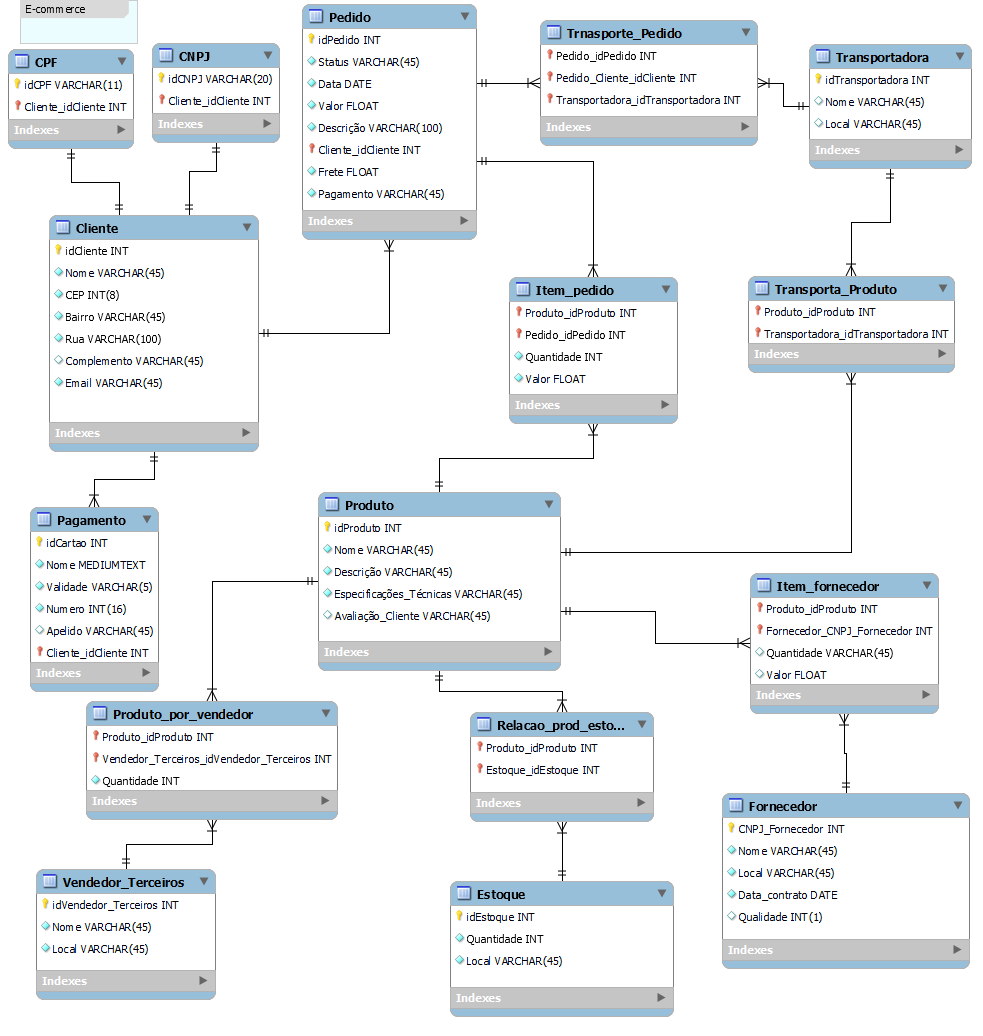 E-commerce
CPF
idCPF VARCHAR(11)
Cliente_idCliente INT
Indexes
CNPJ
idCNPJ VARCHAR(20)
Cliente_idCliente INT
Indexes
Pedido
idPedido INT
Status VARCHAR(45)
Data DATE
Valor FLOAT
Descrição VARCHAR(100)
Cliente_idCliente INT
Frete FLOAT
Pagamento VARCHAR(45)
Indexes
Trnasporte_Pedido
Pedido_idPedido INT
Pedido_Cliente_idCliente INT
Transportadora_idTransportadora INT
Indexes
Transportadora
idTransportadora INT
Nome VARCHAR(45)
Local VARCHAR(45)
Indexes
Cliente
idCliente INT
Nome VARCHAR(45)
CEP INT(8)
Bairro VARCHAR(45)
Rua VARCHAR(100)
Complemento VARCHAR(45)
Email VARCHAR(45)
Indexes
Item_pedido
Produto_idProduto INT
Pedido_idPedido INT
Quantidade INT
Valor FLOAT
Indexes
Transporta_Produto
Produto_idProduto INT
Transportadora_idTransportadora INT
Indexes
Pagamento
idCartao INT
Nome MEDIUMTEXT
Validade VARCHAR(5)
Numero INT(16)
Apelido VARCHAR(45)
Cliente_idCliente INT
Indexes
Produto
idProduto INT
Nome VARCHAR(45)
Descrição VARCHAR(45)
Especificações_Técnicas VARCHAR(45)
Avaliação_Cliente VARCHAR(45)
Indexes
Item_fornecedor
Produto_idProduto INT
Fornecedor_CNPJ_Fornecedor INT
Quantidade VARCHAR(45)
Valor FLOAT
Indexes
Produto_por_vendedor
Produto_idProduto INT
Vendedor_Terceiros_idVendedor_Terceiros INT
Quantidade INT
Indexes
Relacao_prod_esto...
Produto_idProduto INT
Estoque_idEstoque INT
Indexes
Fornecedor
CNPJ_Fornecedor INT
Nome VARCHAR(45)
Local VARCHAR(45)
Data_contrato DATE
Qualidade INT(1)
Indexes
Vendedor_Terceiros
idVendedor_Terceiros INT
Nome VARCHAR(45)
Local VARCHAR(45)
Indexes
Estoque
idEstoque INT
Quantidade INT
Local VARCHAR(45)
Indexes